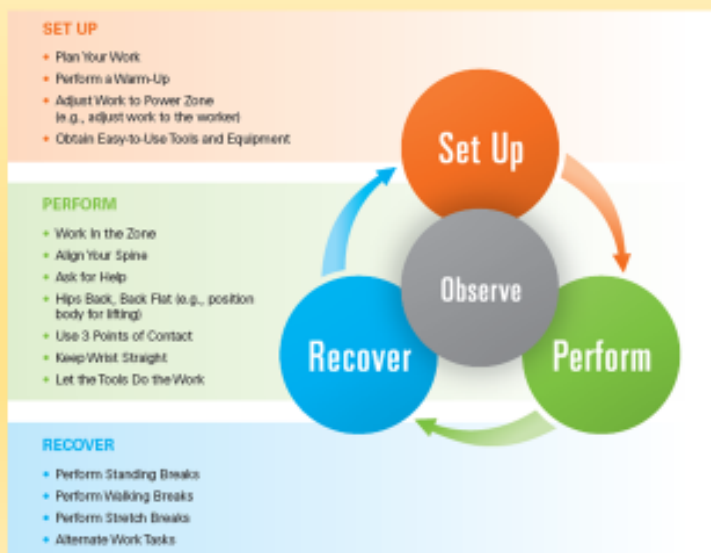 SET UP
Plan Your Work
Perform a Warm-Up
Adjust Work to Power Zone
(e.g., adjust work to the worker)
Obtain Easy-to-Use Tools and Equipment
PERFORM
Work In the Zone
Align Your Spine
Ask for Help
Hips Back, Back Flat (e.g., position
body for lifting)
Use 3 Points of Contact
Keep Wrist Straight
Let the Tools Do the Work
RECOVER
Perform Standing Breaks
Perform Walking Breaks
Perform Stretch Breaks
Alternate Work Tasks
Set Up
Observe
Recover
Perform